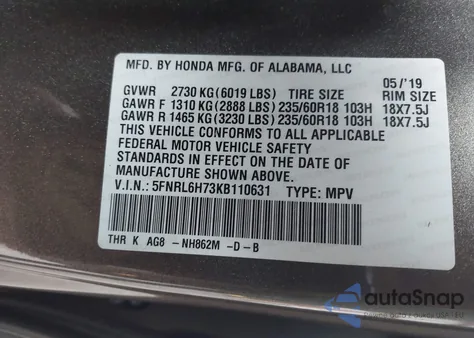 MFD. BY HONDA MFG. OF ALABAMA, LLC
GVWR 2730 KG(6019 LBS) TIRE SIZE 05/'19 RIM SIZE
GAWR F 1310 KG(2888 LBS) 235/60R18 103H 18X7.5J
GAWR R 1465 KG(3230 LBS) 235/60R18 103H 18X7.5J
THIS VEHICLE CONFORMS TO ALL APPLICABLE
FEDERAL MOTOR VEHICLE SAFETY
STANDARDS IN EFFECT ON THE DATE OF
MANUFACTURE SHOWN ABOVE.
V.I.N.: 5FNRL6H73KB110631 TYPE: MPV
THR K AG8 -NH862M -D-B
autoSnap